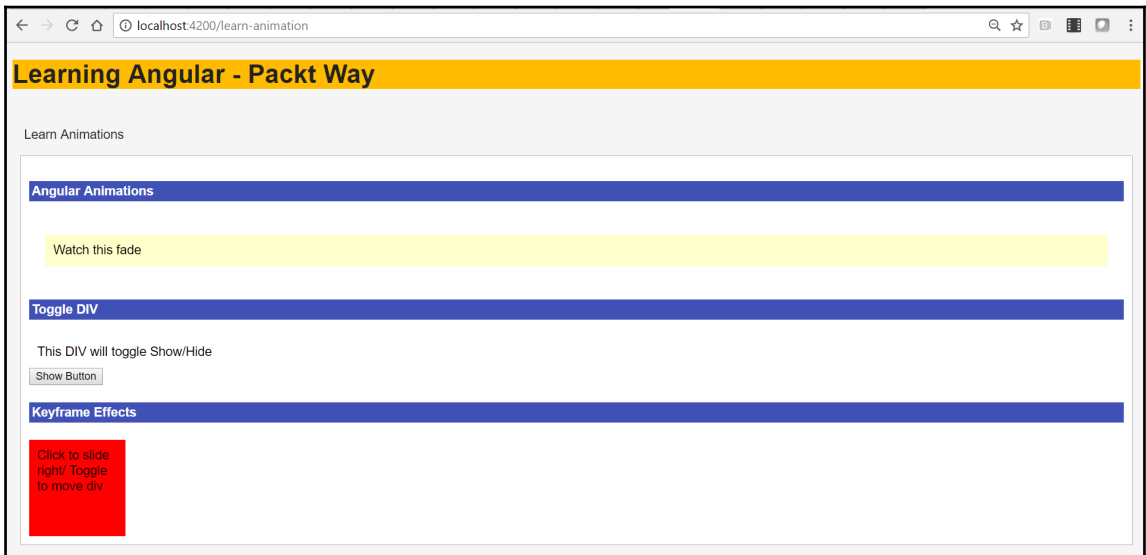 localhost:4200/learn-animation
Learning Angular - Packt Way
Learn Animations
Angular Animations
Watch this fade
Toggle DIV
This DIV will toggle Show/Hide
Show Button
Keyframe Effects
Click to slide
right/ Toggle
to move div